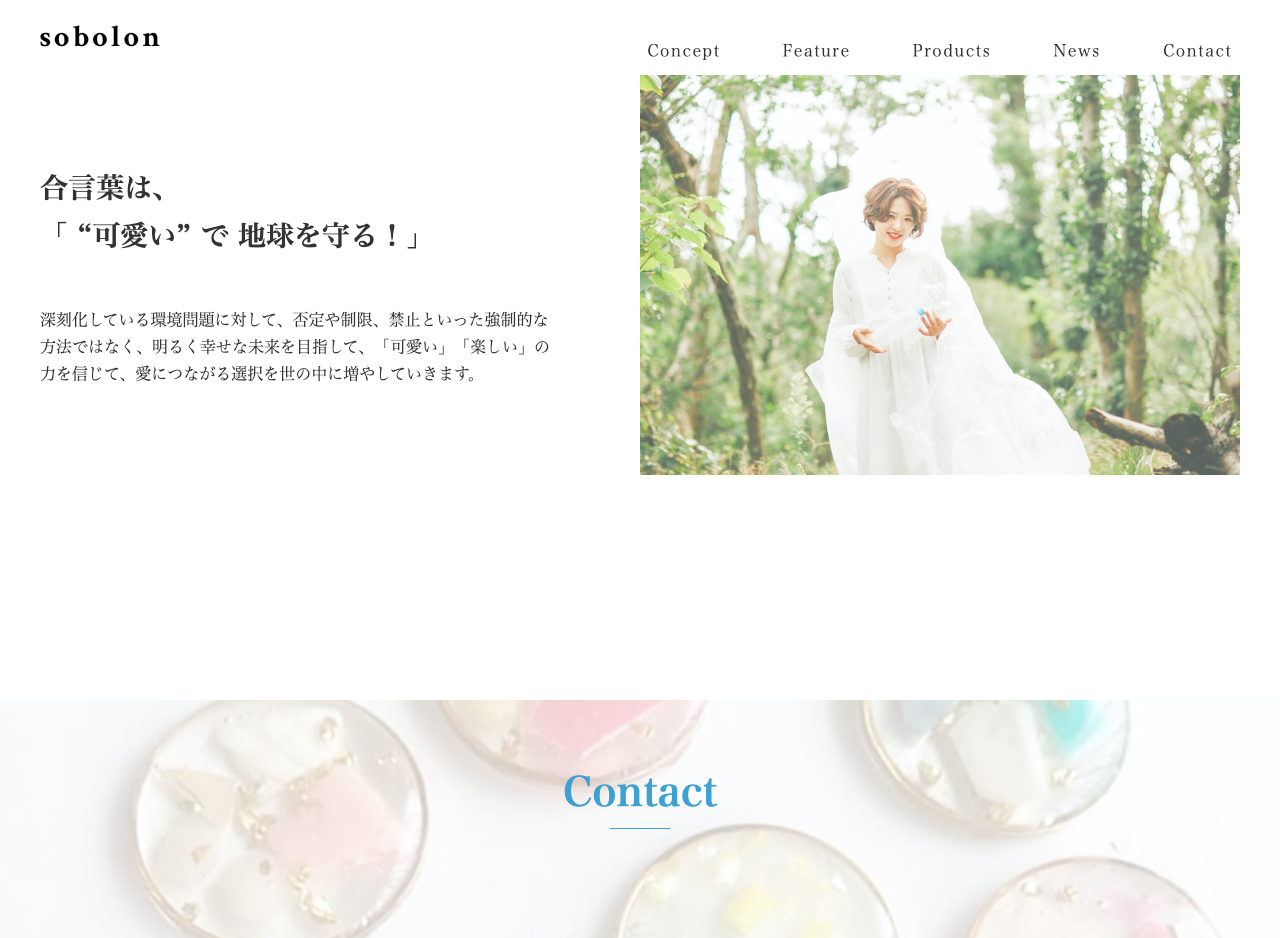 sobolon
Concept Feature Products News Contact
合言葉は、
「 “可愛い” で 地球を守る！」
深刻化している環境問題に対して、否定や制限、禁止といった強制的な
方法ではなく、明るく幸せな未来を目指して、「可愛い」「楽しい」の
力を信じて、愛につながる選択を世の中に増やしていきます。
Contact